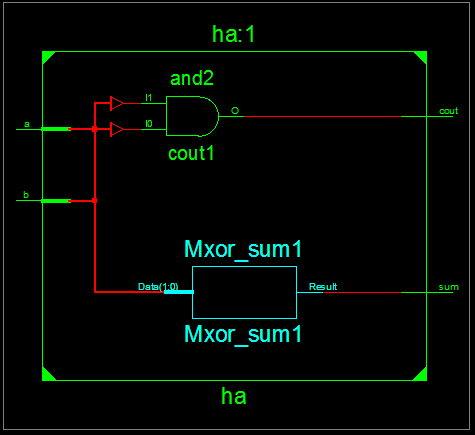 ha:1
and2
I1
a
I0
O
cout
cout1
b
Mxor_sum1
Data(1:0)
Result
sum
Mxor_sum1
ha